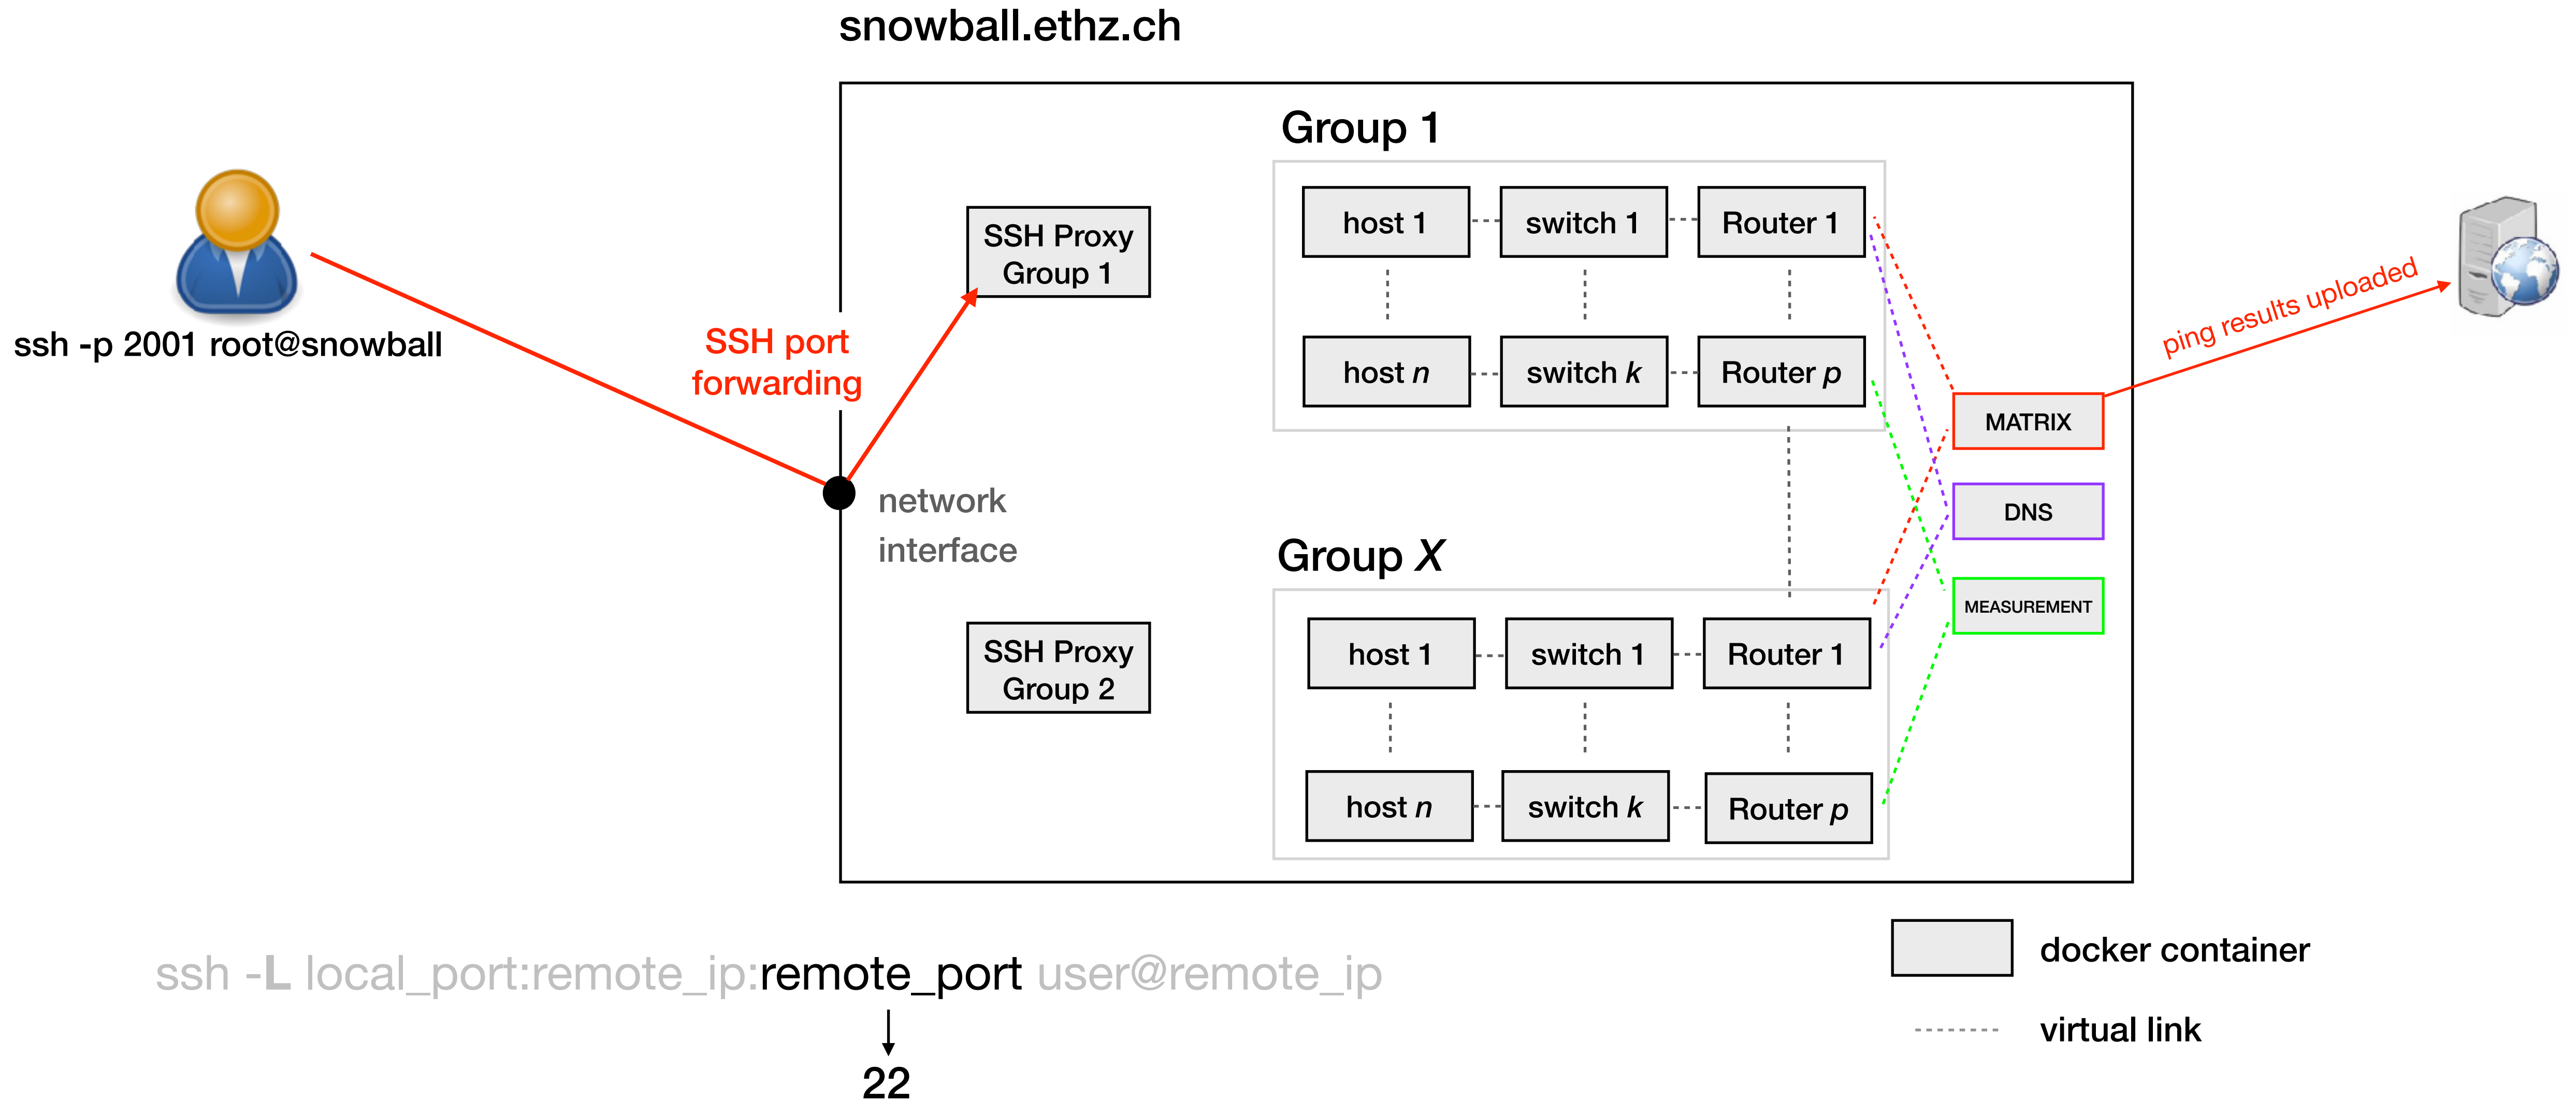 snowball.ethz.ch
ssh -p 2001 root@snowball
SSH port
forwarding
network
interface
SSH Proxy
Group 1
SSH Proxy
Group 2
Group 1
host 1
switch 1
Router 1
host n
switch k
Router p
Group X
host 1
switch 1
Router 1
host n
switch k
Router p
MATRIX
DNS
MEASUREMENT
ping results uploaded
ssh -L local_port:remote_ip:remote_port user@remote_ip
22
docker container
virtual link